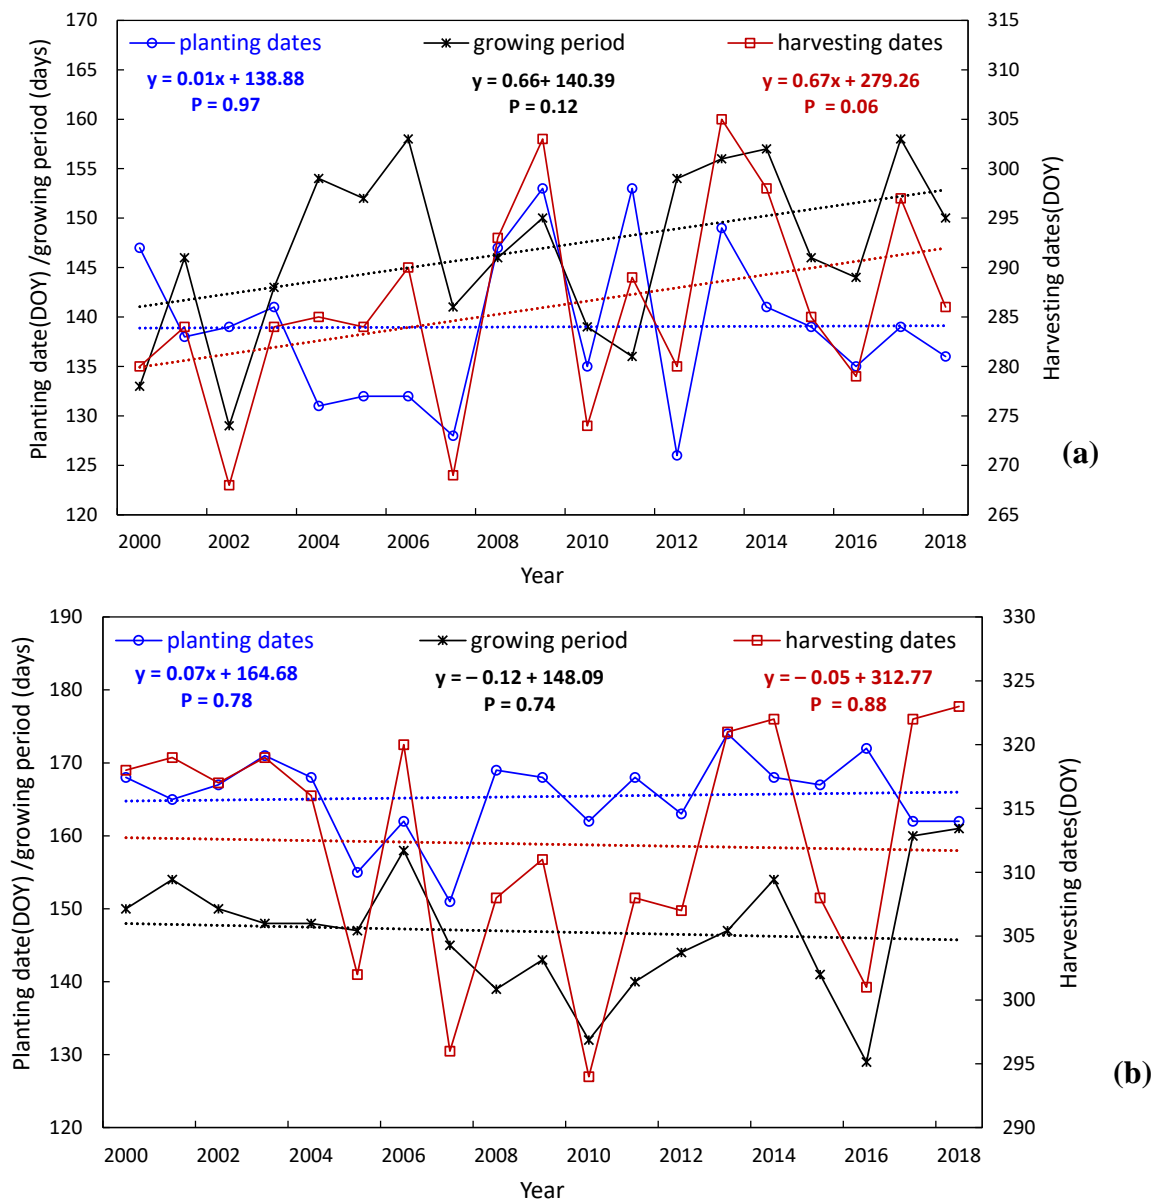 planting dates growing period harvesting dates
y = 0.01x + 138.88 y = 0.66+ 140.39 y = 0.67x + 279.26
P = 0.97 P = 0.12 P = 0.06
Planting date(DOY) /growing period (days)
170
165
160
155
150
145
140
135
130
125
120
315
310
305
300
295
290
285
280
275
270
265
Harvesting dates(DOY)
(a)
2000 2002 2004 2006 2008 2010 2012 2014 2016 2018
Year
planting dates growing period harvesting dates
y = 0.07x + 164.68 y = – 0.12 + 148.09 y = – 0.05 + 312.77
P = 0.78 P = 0.74 P = 0.88
Planting date(DOY) /growing period (days)
190
180
170
160
150
140
130
120
330
325
320
315
310
305
300
295
290
Harvesting dates(DOY)
(b)
2000 2002 2004 2006 2008 2010 2012 2014 2016 2018
Year